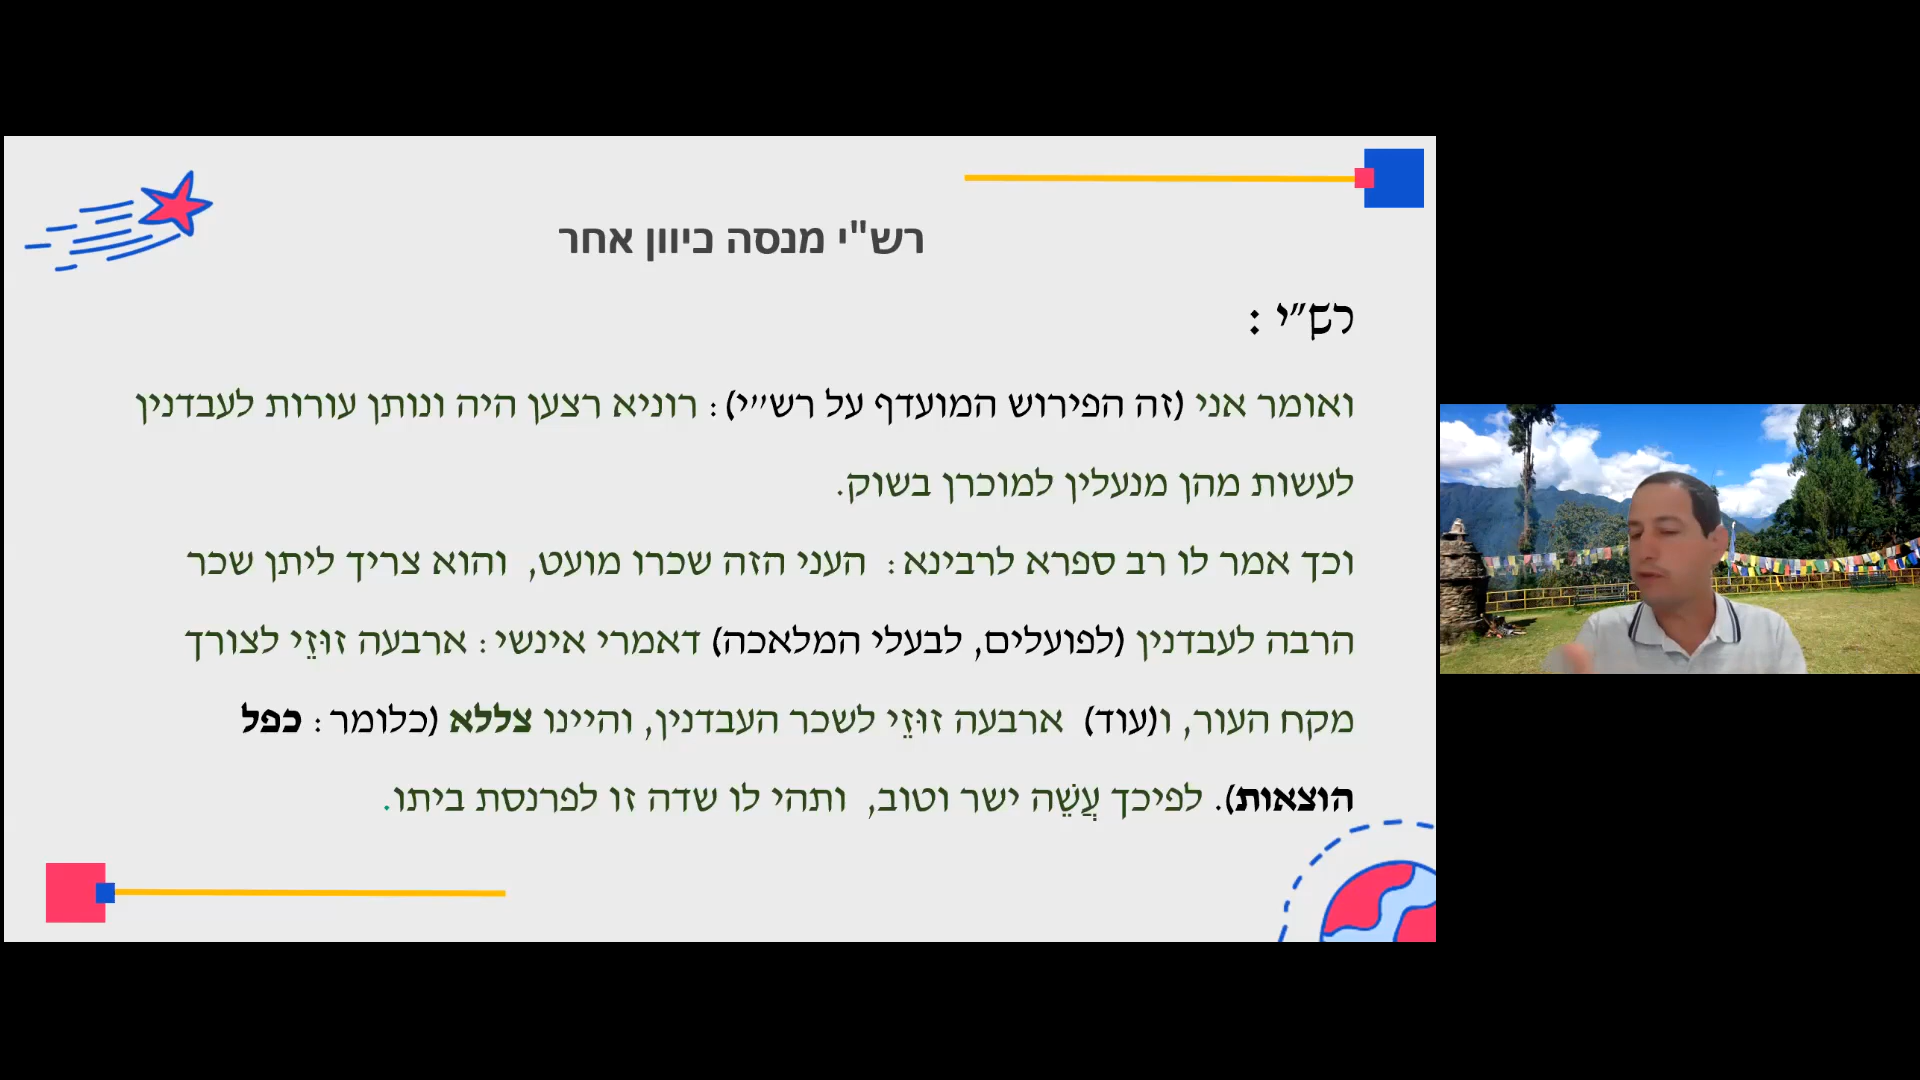 רש"י מנסה כיוון אחר
רש"י :
ואומר אני (זה הפירוש המועדף על רש"י): רוניא רצען היה ונותן עורות לעבדנין
לעשות מהן מנעלין למוכרן בשוק.
וכך אמר לו רב ספרא לרבינא: העני הזה שכרו מועט, והוא צריך ליתן שכר
הרבה לעבדנין (לפועלים, לבעלי המלאכה) דאמרי אינשי: ארבעה זוּזֵי לצורך
מקח העור, ו(עוד) ארבעה זוּזֵי לשכר העבדנין, והיינו צללא (כלומר: כפל
הוצאות). לפיכך עֲשֵׂה ישר וטוב, ותהי לו שדה זו לפרנסת ביתו.